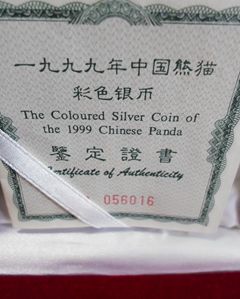 一九九九年中国熊猫
彩色银币
The Coloured Silver Coin of
the 1999 Chinese Panda
鑒定證書
Certificate of Authenticity
056016